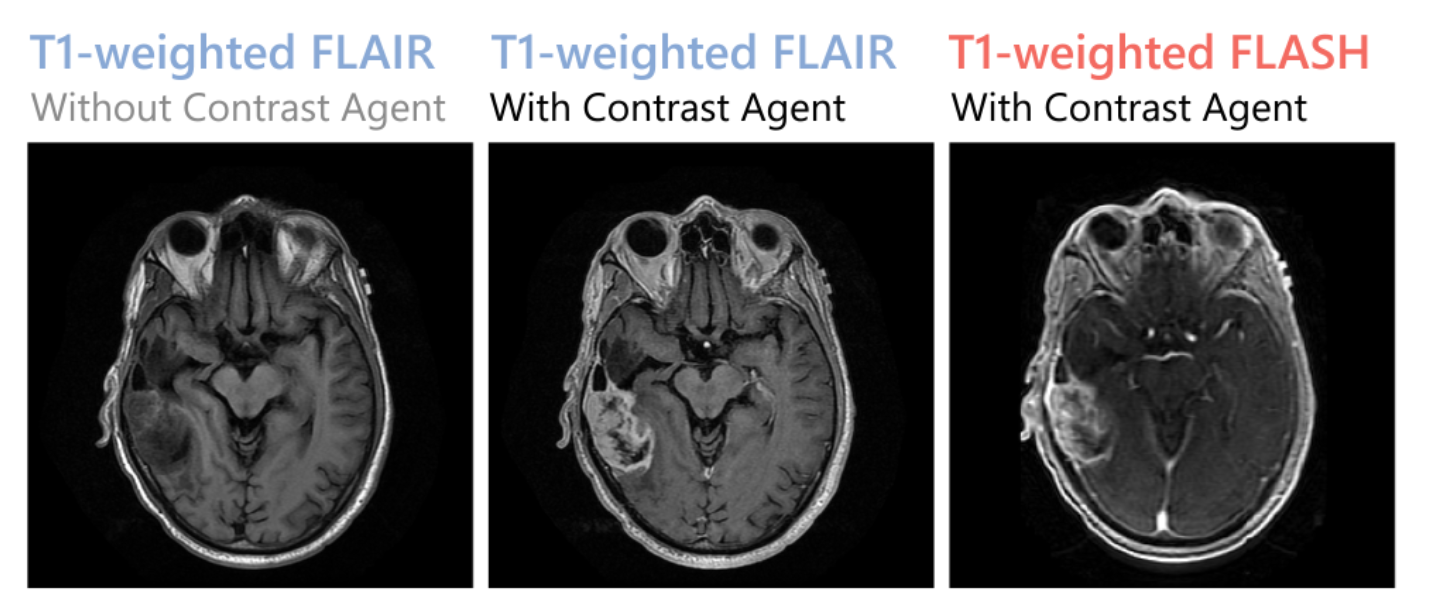 T1-weighted FLAIR
Without Contrast Agent
T1-weighted FLAIR
With Contrast Agent
T1-weighted FLASH
With Contrast Agent